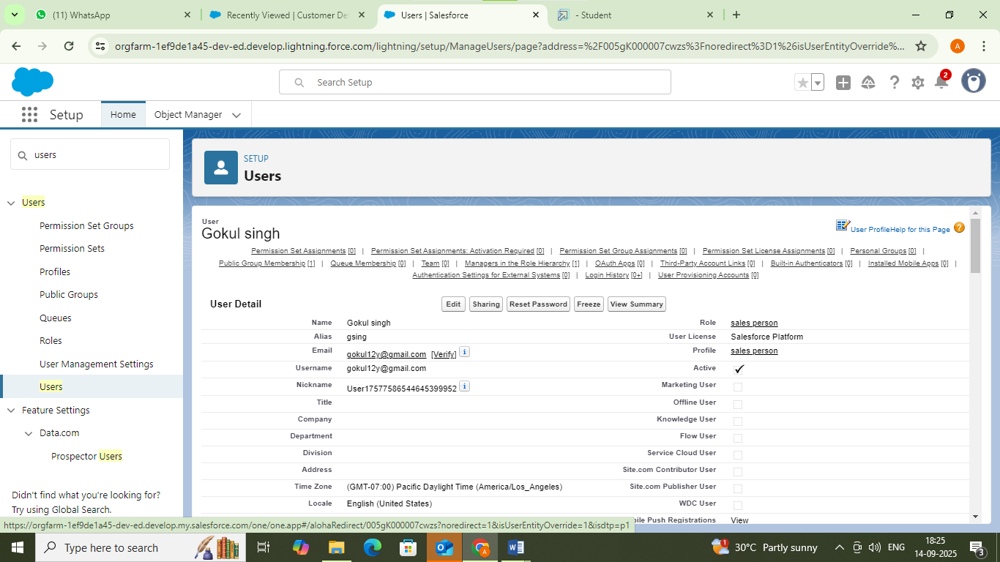 (11) WhatsApp
Recently Viewed | Customer De
Users | Salesforce
- Student
orgfarm-1ef9de1a45-dev-ed.develop.lightning.force.com/lightning/setup/ManageUsers/page?address=%2F005gK000007cwzs%3Fnoredirect%3D1%26isUserEntityOverride%...
A
Search Setup
2
Setup
Home
Object Manager
users
Users
Permission Set Groups
Permission Sets
Profiles
Public Groups
Queues
Roles
User Management Settings
Users
Feature Settings
Data.com
Prospector Users
Didn't find what you're looking for?
Try using Global Search.
SETUP
Users
User
Gokul singh
User ProfileHelp for this Page ?
Permission Set Assignments [0] | Permission Set Assignments: Activation Required [0] | Permission Set Group Assignments [0] | Permission Set License Assignments [0] | Personal Groups [0] |
Public Group Membership [1] | Queue Membership [0] | Team [0] | Managers in the Role Hierarchy [1] | OAuth Apps [0] | Third-Party Account Links [0] | Built-in Authenticators [0] | Installed Mobile Apps [0] |
Authentication Settings for External Systems [0] | Login History [0+] | User Provisioning Accounts [0]
User Detail
Edit Sharing Reset Password Freeze View Summary
Name Gokul singh Role sales person
Alias gsing User License Salesforce Platform
Email gokul12y@gmail.com [Verify] i Profile sales person
Username gokul12y@gmail.com Active
Nickname User17577586544645399952 i Marketing User
Title Offline User
Company Knowledge User
Department Flow User
Division Service Cloud User
Address Site.com Contributor User
Time Zone (GMT-07:00) Pacific Daylight Time (America/Los_Angeles) Site.com Publisher User
Locale English (United States) WDC User
bile Push Registrations View
https://orgfarm-1ef9de1a45-dev-ed.develop.my.salesforce.com/one/one.app#/alohaRedirect/005gK000007cwzs?noredirect=1&isUserEntityOverride=1&isdtp=p1
Type here to search
1
30°C Partly sunny
ENG
18:25
14-09-2025
3